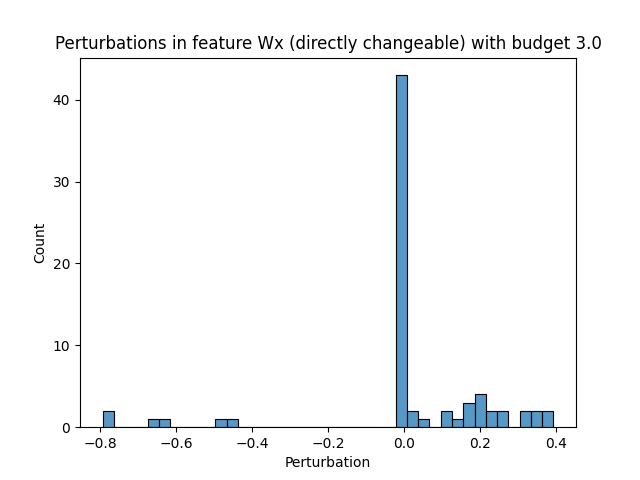 Perturbations in feature Wx (directly changeable) with budget 3.0
40
30
20
10
0
Count
−0.8 −0.6 −0.4 −0.2 0.0 0.2 0.4
Perturbation